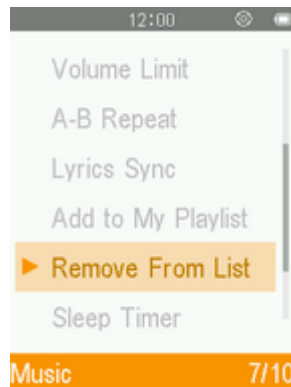 12:00
Volume Limit
A-B Repeat
Lyrics Sync
Add to My Playlist
Remove From List
Sleep Timer
Music 7/10